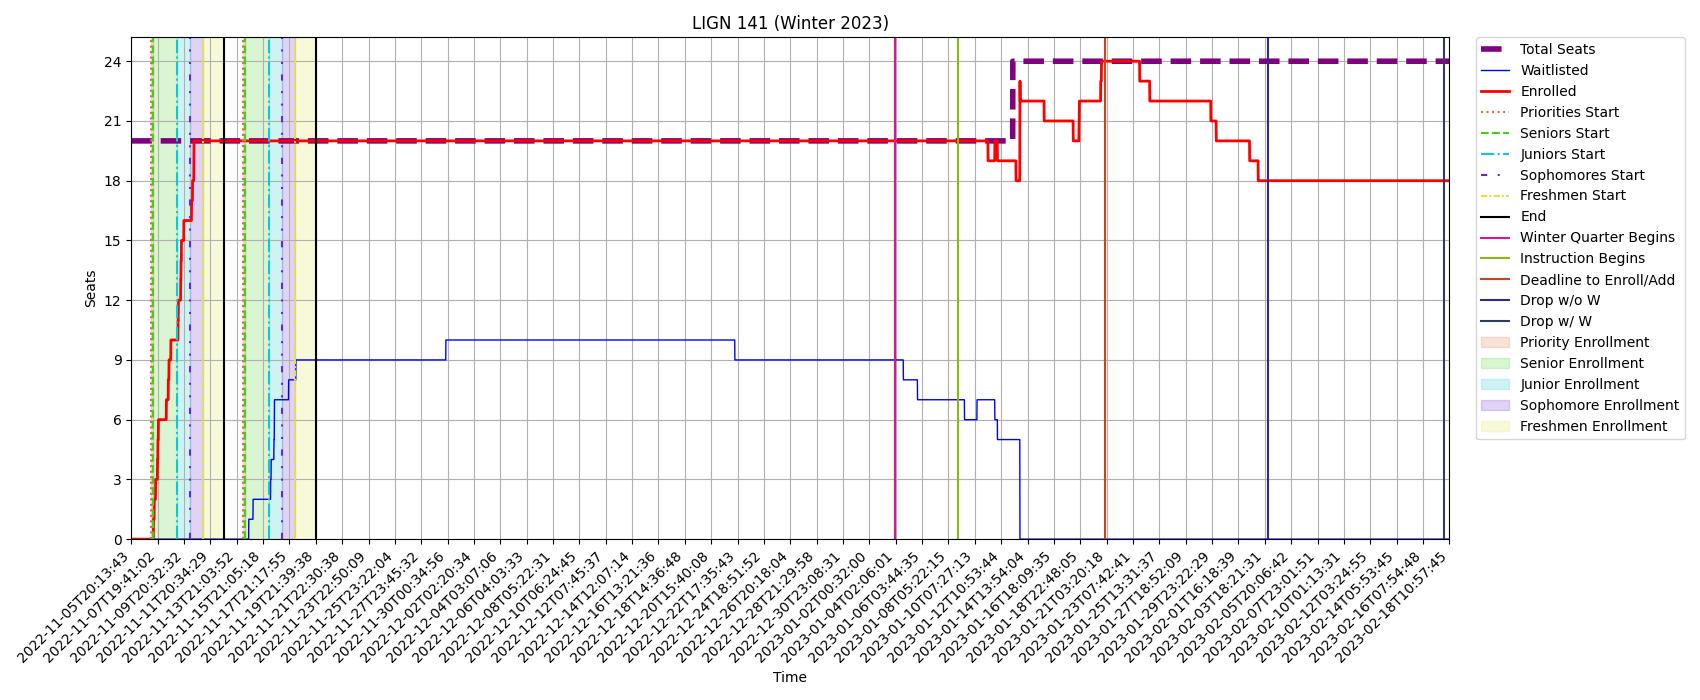 LIGN 141 (Winter 2023)
Seats
24
21
18
15
12
9
6
3
0
2022-11-05T20:13:43
2022-11-07T19:41:02
2022-11-09T20:32:32
2022-11-11T20:34:29
2022-11-13T21:03:52
2022-11-15T21:05:18
2022-11-17T21:17:55
2022-11-19T21:39:38
2022-11-21T22:30:38
2022-11-23T22:50:09
2022-11-25T23:22:04
2022-11-27T23:45:32
2022-11-30T00:34:56
2022-12-02T02:20:34
2022-12-04T03:07:06
2022-12-06T04:03:33
2022-12-08T05:22:31
2022-12-10T06:24:45
2022-12-12T07:45:37
2022-12-14T12:07:14
2022-12-16T13:21:36
2022-12-18T14:36:48
2022-12-20T15:40:08
2022-12-22T17:35:43
2022-12-24T18:51:52
2022-12-26T20:18:04
2022-12-28T21:29:58
2022-12-30T23:08:31
2023-01-02T00:32:00
2023-01-04T02:06:01
2023-01-06T03:44:35
2023-01-08T05:22:15
2023-01-10T07:27:13
2023-01-12T10:53:44
2023-01-14T13:54:04
2023-01-16T18:09:35
2023-01-18T22:48:05
2023-01-21T03:20:18
2023-01-23T07:42:41
2023-01-25T13:31:37
2023-01-27T18:52:09
2023-01-29T23:22:29
2023-02-01T16:18:39
2023-02-03T18:21:31
2023-02-05T20:06:42
2023-02-07T23:01:51
2023-02-10T01:13:31
2023-02-12T03:24:55
2023-02-14T05:53:45
2023-02-16T07:54:48
2023-02-18T10:57:45
Time
Total Seats
Waitlisted
Enrolled
Priorities Start
Seniors Start
Juniors Start
Sophomores Start
Freshmen Start
End
Winter Quarter Begins
Instruction Begins
Deadline to Enroll/Add
Drop w/o W
Drop w/ W
Priority Enrollment
Senior Enrollment
Junior Enrollment
Sophomore Enrollment
Freshmen Enrollment